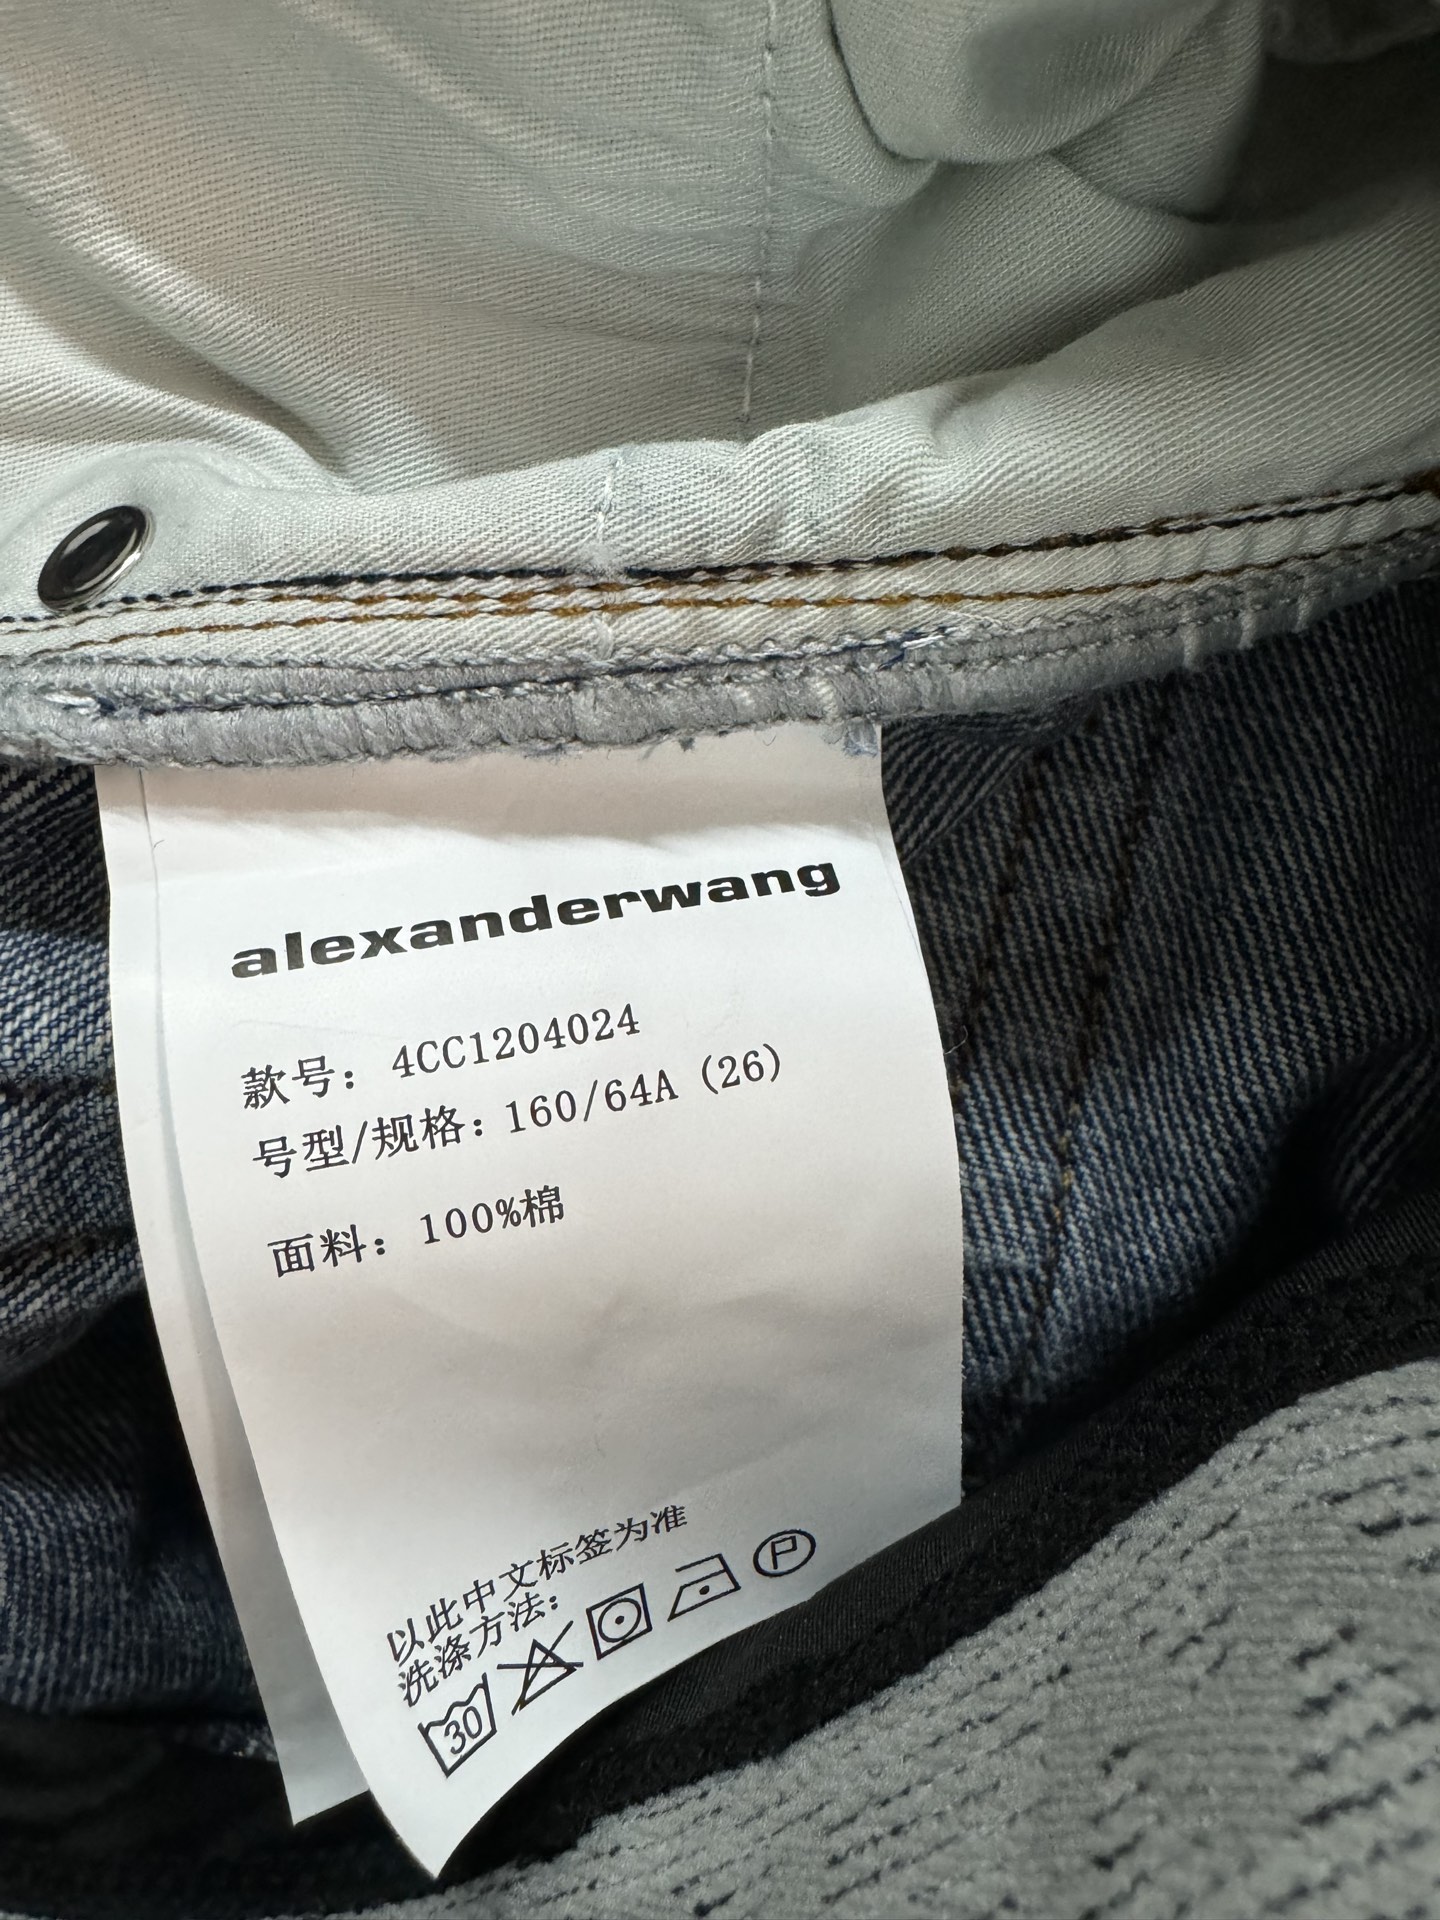 alexanderwang
款号：4CC1204024
号型/规格：160/64A（26）
面料：100%棉
以此中文标签为准
洗涤方法：
30
P